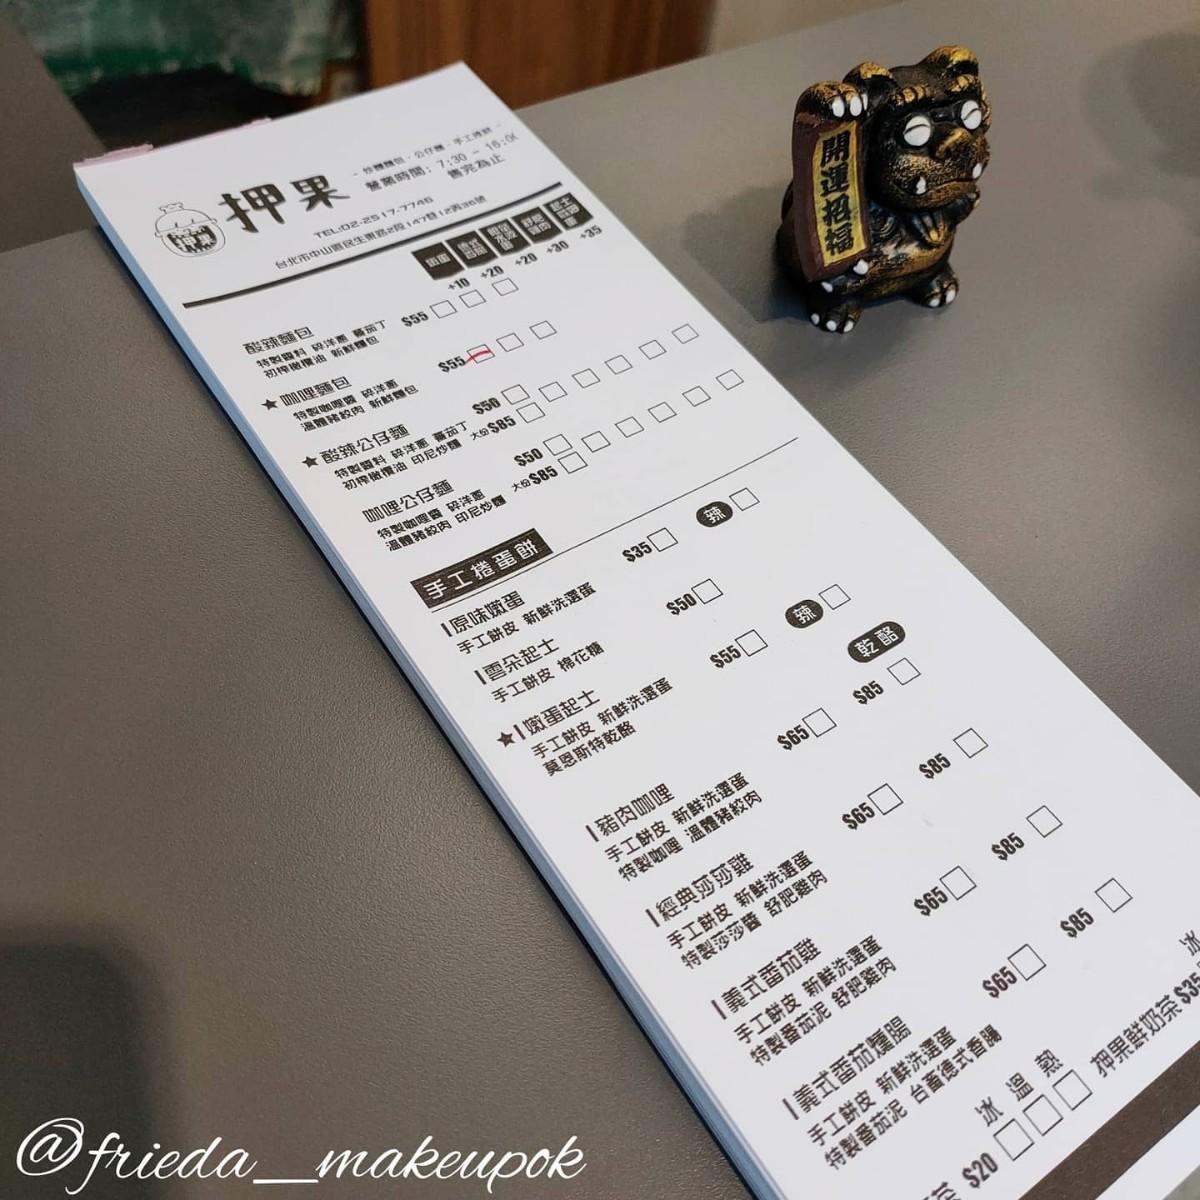 押果
- 炒麵麵包·公仔麵·手工捲餅 -
營業時間: 7:30 - 16:00
售完為止
TEL:02-2517-7746
台北市中山區民生東路2段147巷12弄36號
嫩蛋
+10 +20 +20 +30 +35
酸辣麵包 $55
特製醬料 碎洋蔥 蕃茄丁
初榨橄欖油 新鮮麵包
★ 咖哩麵包 $55
特製咖哩醬 碎洋蔥
溫體豬絞肉 新鮮麵包
★ 酸辣公仔麵 $50
特製醬料 碎洋蔥 蕃茄丁 大份$85
初榨橄欖油 印尼炒麵
咖哩公仔麵 $50
特製咖哩醬 碎洋蔥 大份$85
溫體豬絞肉 印尼炒麵
手工捲蛋餅
原味嫩蛋 $35 辣
手工餅皮 新鮮洗選蛋
雲朵起士 $50
手工餅皮 棉花糖
★ 嫩蛋起士 $55 辣
手工餅皮 新鮮洗選蛋
莫恩斯特乾酪
乾酪
豬肉咖哩 $65 $85
手工餅皮 新鮮洗選蛋
特製咖哩 溫體豬絞肉
經典莎莎雞 $65 $85
手工餅皮 新鮮洗選蛋
特製莎莎醬 舒肥雞肉
義式番茄雞 $65 $85
手工餅皮 新鮮洗選蛋
特製番茄泥 舒肥雞肉
義式番茄燻腸 $65 $85
手工餅皮 新鮮洗選蛋
特製番茄泥 台畜德式香腸
冰 溫 熱
茶 $20
冰
押果鮮奶茶 $35
開運招福
@frieda__makeupok